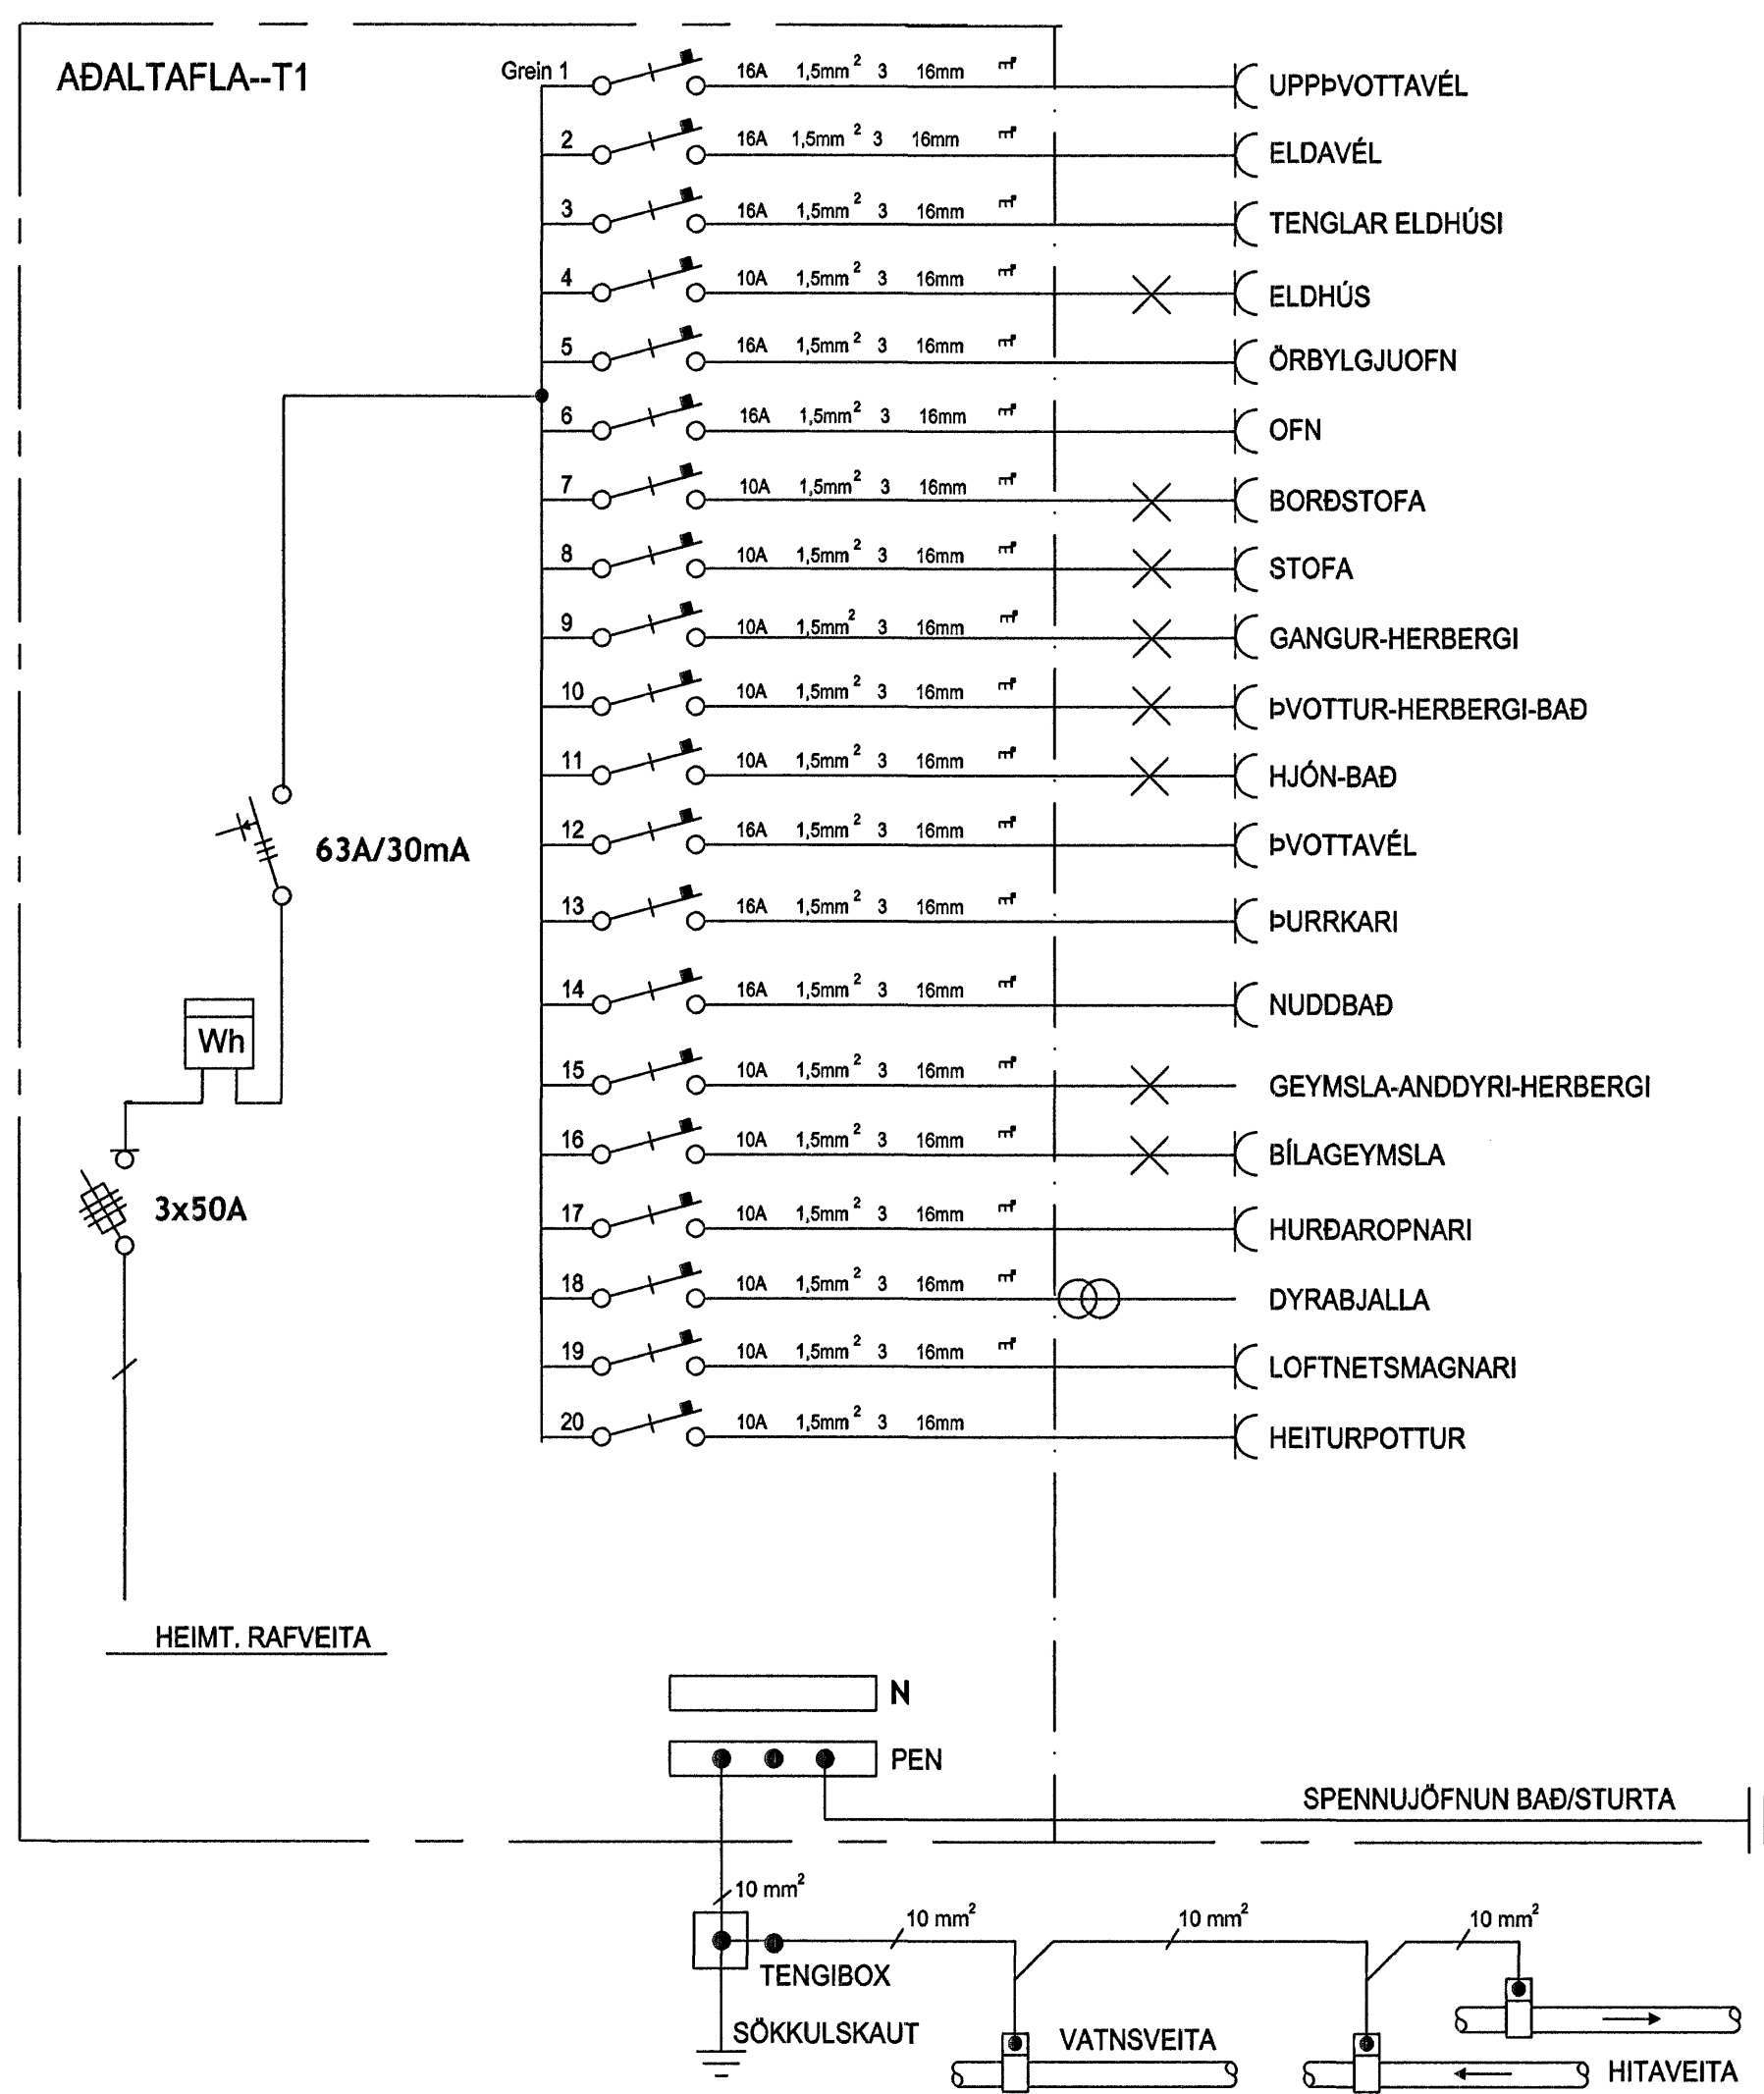 AÐALTAFLA--T1
Grein 1 16A 1,5mm² 3 16mm UPPÞVOTTAVÉL
2 16A 1,5mm² 3 16mm ELDAVÉL
3 16A 1,5mm² 3 16mm TENGLAR ELDHÚSI
4 10A 1,5mm² 3 16mm ELDHÚS
5 16A 1,5mm² 3 16mm ÖRBYLGJUOFN
6 16A 1,5mm² 3 16mm OFN
7 10A 1,5mm² 3 16mm BORÐSTOFA
8 10A 1,5mm² 3 16mm STOFA
9 10A 1,5mm² 3 16mm GANGUR-HERBERGI
10 10A 1,5mm² 3 16mm ÞVOTTUR-HERBERGI-BAÐ
11 10A 1,5mm² 3 16mm HJÓN-BAÐ
12 16A 1,5mm² 3 16mm ÞVOTTAVÉL
13 16A 1,5mm² 3 16mm ÞURRKARI
14 16A 1,5mm² 3 16mm NUDDBAÐ
15 10A 1,5mm² 3 16mm GEYMSLA-ANDDYRI-HERBERGI
16 10A 1,5mm² 3 16mm BÍLAGEYMSLA
17 10A 1,5mm² 3 16mm HURÐAROPNARI
18 10A 1,5mm² 3 16mm DYRABJALLA
19 10A 1,5mm² 3 16mm LOFTNETSMAGNARI
20 10A 1,5mm² 3 16mm HEITURPOTTUR
63A/30mA
Wh
3x50A
HEIMT. RAFVEITA
N
PEN
SPENNUJÖFNUN BAÐ/STURTA
10 mm²
10 mm²
10 mm²
10 mm²
TENGIBOX
SÖKKULSKAUT
VATNSVEITA
HITAVEITA